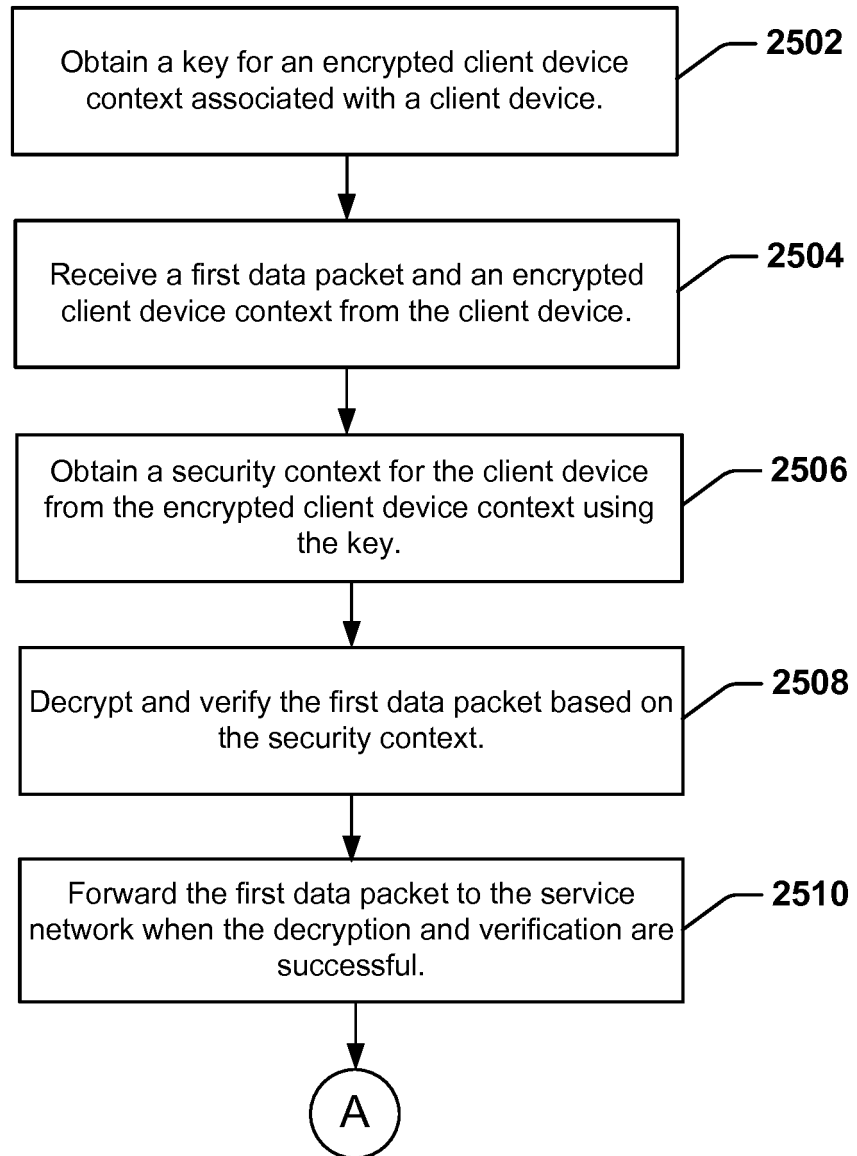 Obtain a key for an encrypted client device
context associated with a client device.
2502
Receive a first data packet and an encrypted
client device context from the client device.
2504
Obtain a security context for the client device
from the encrypted client device context using
the key.
2506
Decrypt and verify the first data packet based on
the security context.
2508
Forward the first data packet to the service
network when the decryption and verification are
successful.
2510
A